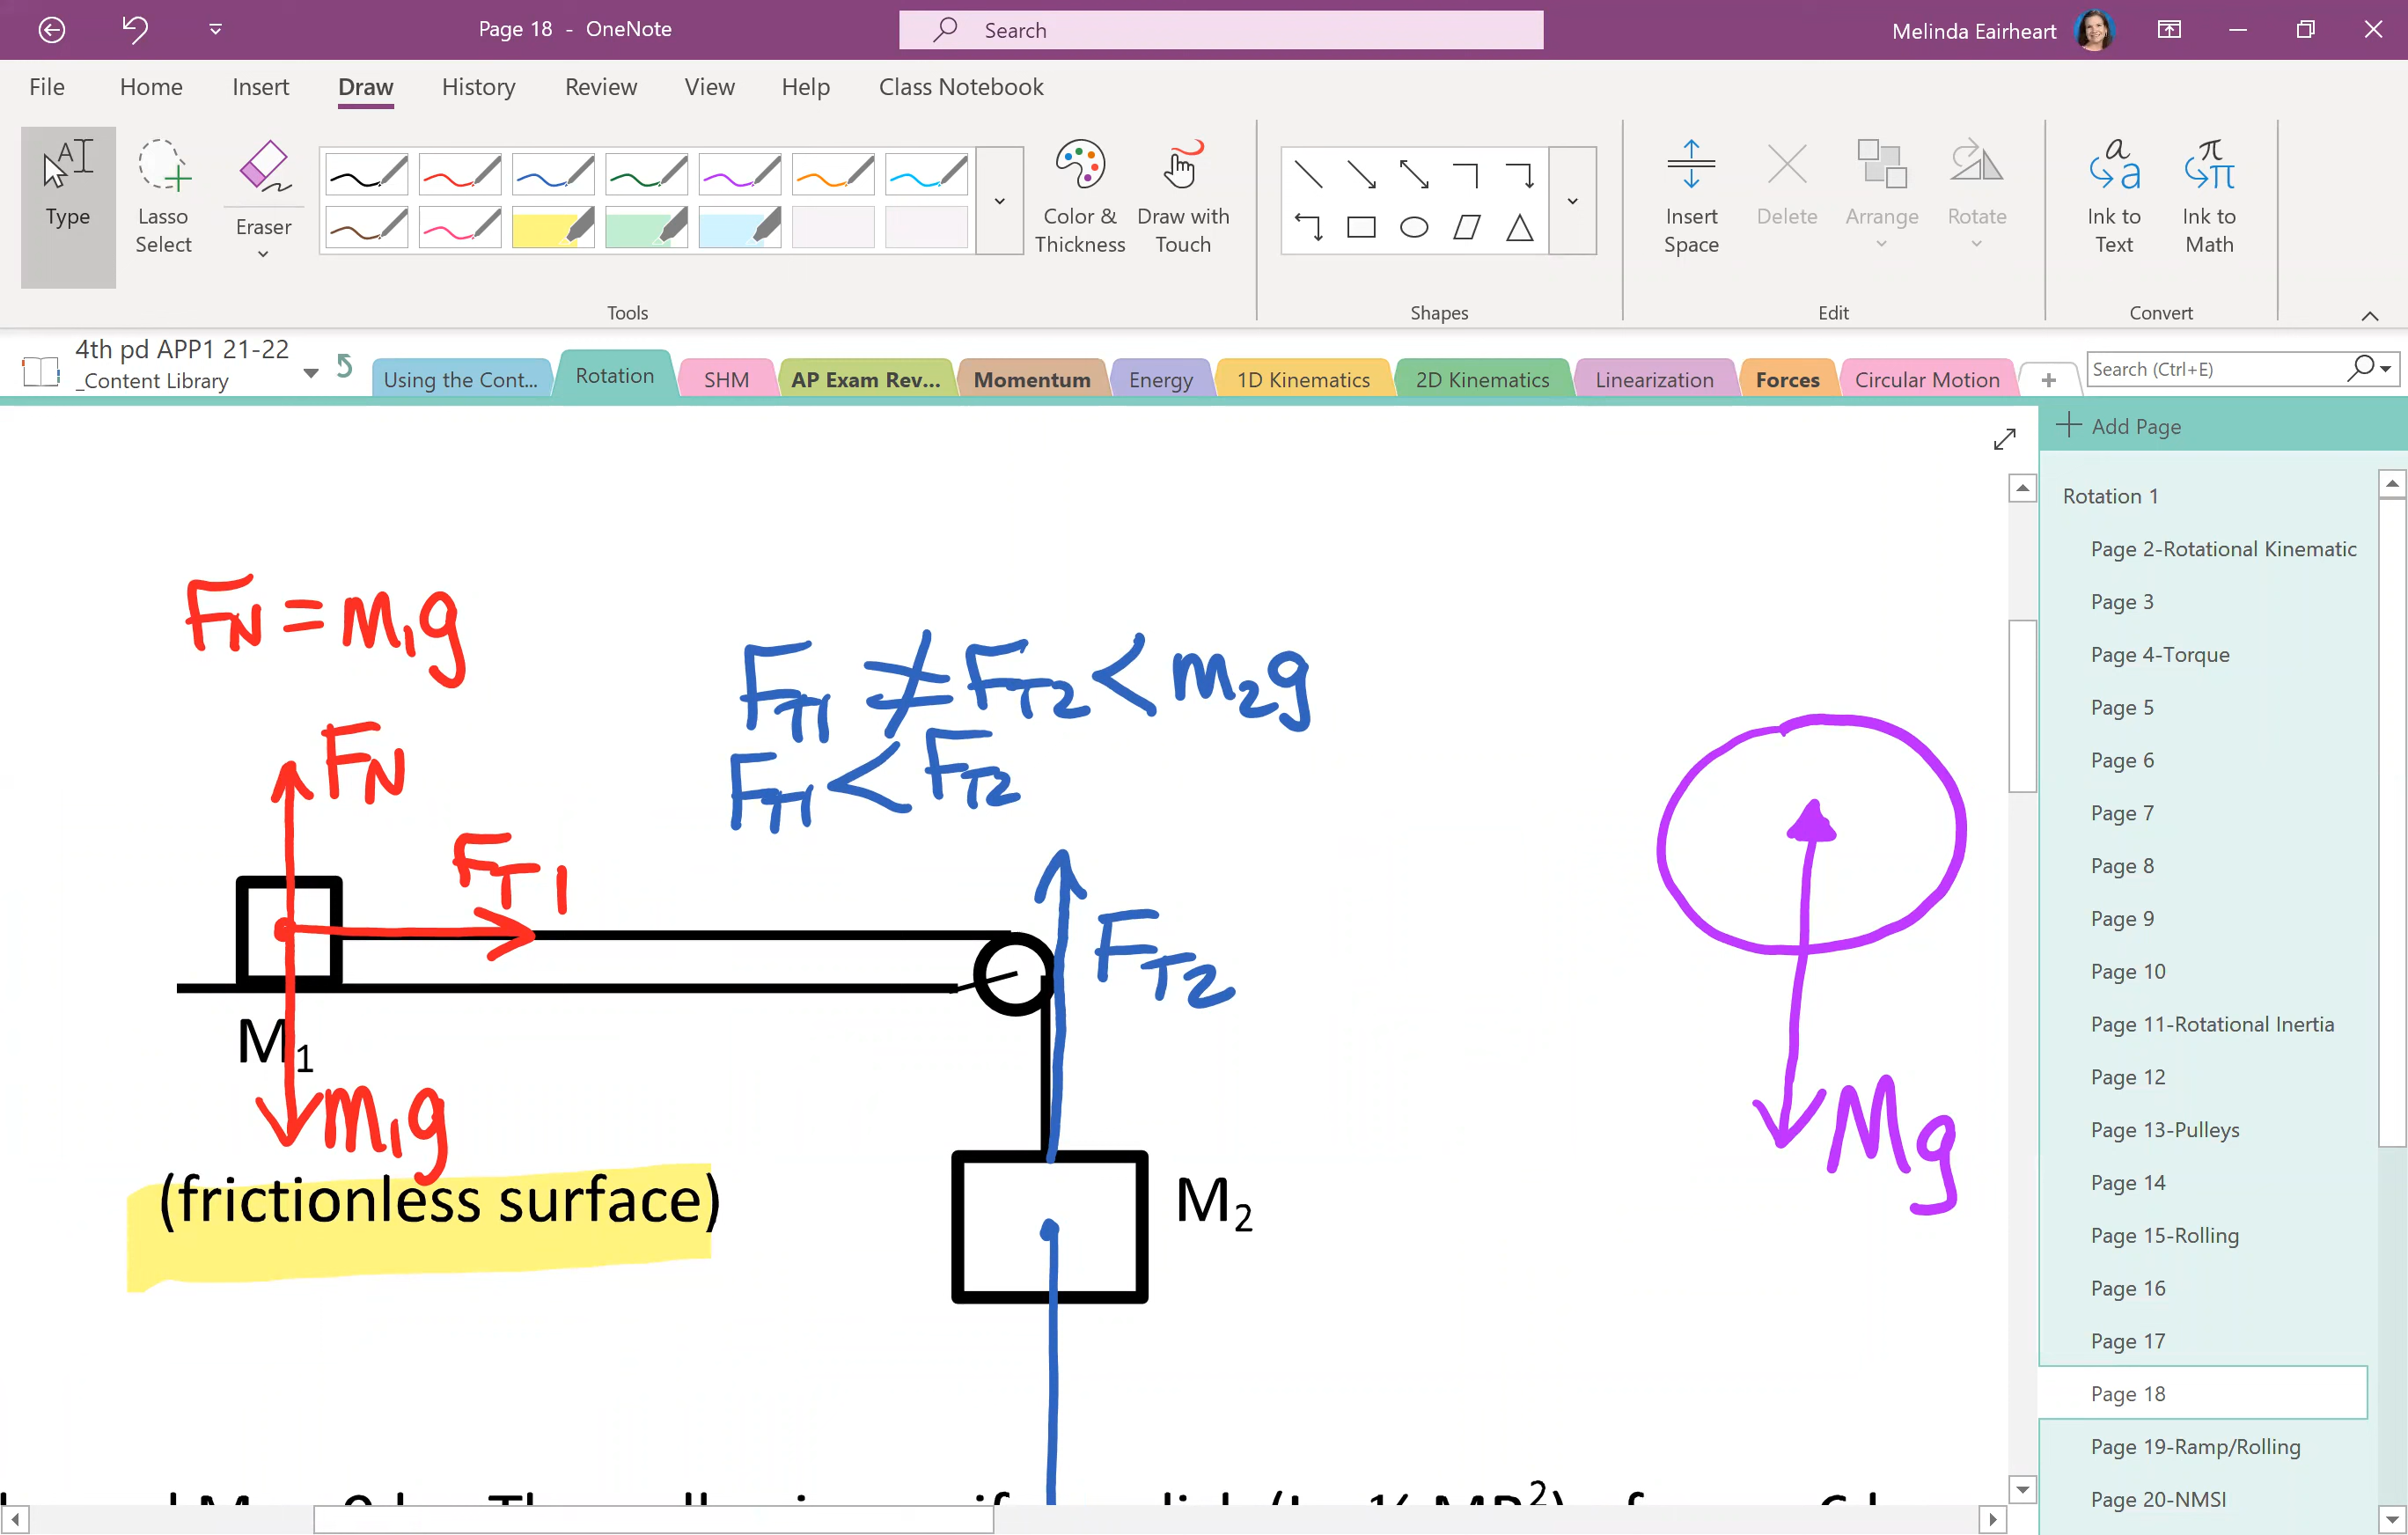 Page 18 - OneNote
Search
Melinda Eairheart
File Home Insert Draw History Review View Help Class Notebook
Type
Lasso Select
Eraser
Color & Thickness
Draw with Touch
Insert Space
Delete
Arrange
Rotate
Ink to Text
Ink to Math
Tools
Shapes
Edit
Convert
4th pd APP1 21-22
_Content Library
Using the Cont... Rotation SHM AP Exam Rev... Momentum Energy 1D Kinematics 2D Kinematics Linearization Forces Circular Motion
Search (Ctrl+E)
Add Page
Rotation 1
Page 2-Rotational Kinematic
Page 3
Page 4-Torque
Page 5
Page 6
Page 7
Page 8
Page 9
Page 10
Page 11-Rotational Inertia
Page 12
Page 13-Pulleys
Page 14
Page 15-Rolling
Page 16
Page 17
Page 18
Page 19-Ramp/Rolling
Page 20-NMSI
FN = m1g
FT1 ≠ FT2 < m2g
FT1 < FT2
FN
FT1
FT2
M1
m1g
Mg
(frictionless surface)
M2